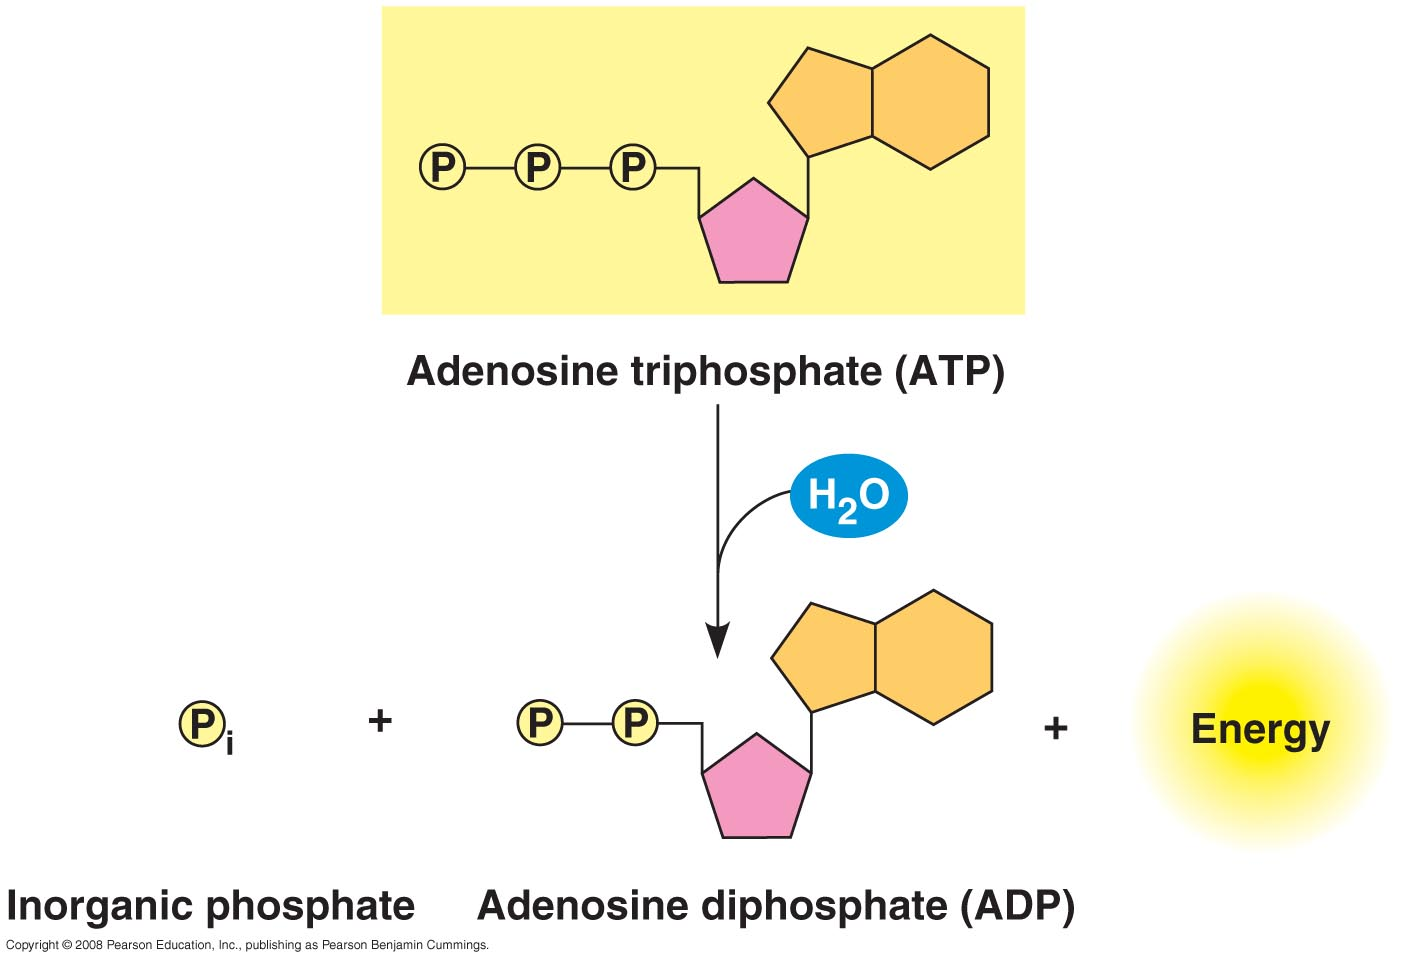 P P P
Adenosine triphosphate (ATP)
H2O
Pi + P P + Energy
Inorganic phosphate Adenosine diphosphate (ADP)
Copyright © 2008 Pearson Education, Inc., publishing as Pearson Benjamin Cummings.